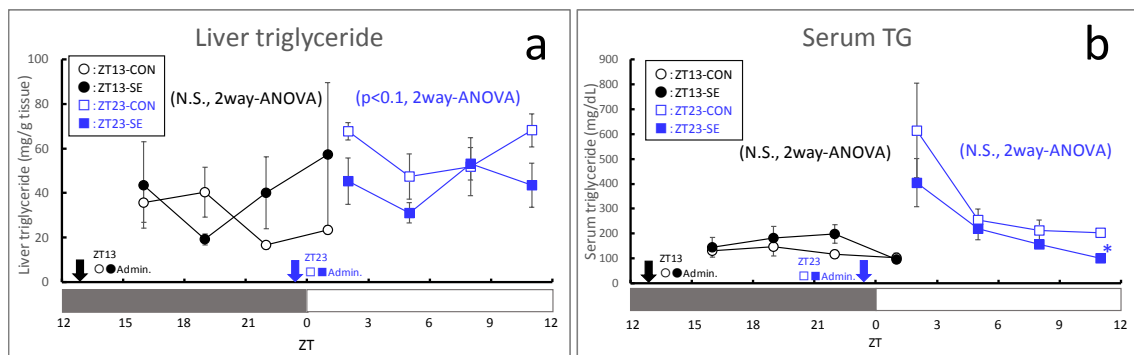 Liver triglyceride
a
Liver triglyceride (mg/g tissue)
100
80
60
40
20
0
: ZT13-CON
: ZT13-SE
: ZT23-CON
: ZT23-SE
(N.S., 2way-ANOVA)
(p<0.1, 2way-ANOVA)
ZT13
Admin.
ZT23
Admin.
12 15 18 21 0 3 6 9 12
ZT
Serum TG
b
Serum triglyceride (mg/dL)
900
800
700
600
500
400
300
200
100
0
: ZT13-CON
: ZT13-SE
: ZT23-CON
: ZT23-SE
(N.S., 2way-ANOVA)
(N.S., 2way-ANOVA)
*
ZT13
Admin.
ZT23
Admin.
12 15 18 21 0 3 6 9 12
ZT